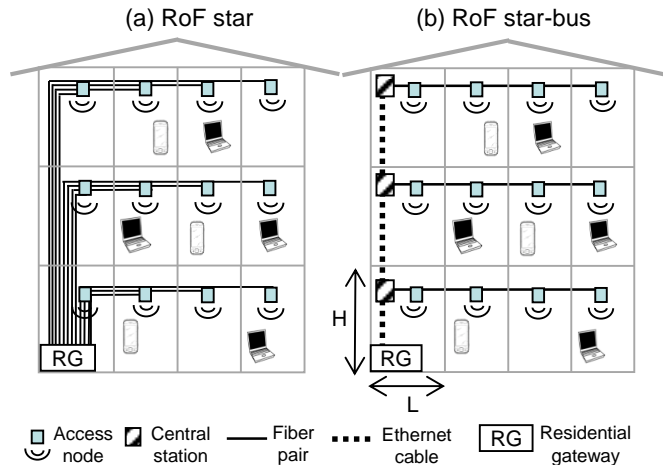 (a) RoF star
(b) RoF star-bus
RG
H
RG
L
Access node
Central station
Fiber pair
Ethernet cable
RG
Residential gateway